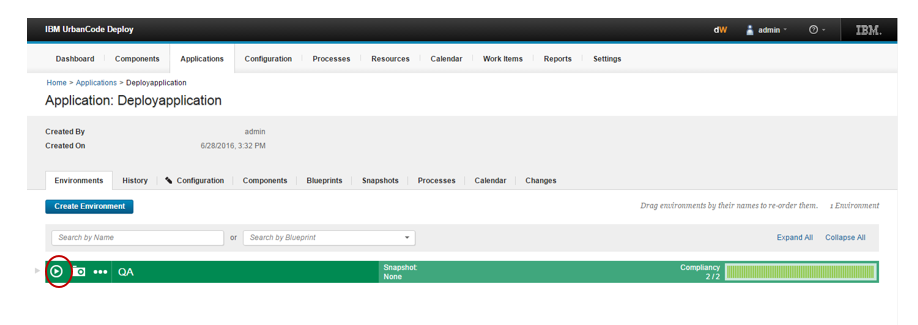 IBM UrbanCode Deploy dW admin IBM.
Dashboard Components Applications Configuration Processes Resources Calendar Work Items Reports Settings
Home > Applications > Deployapplication
Application: Deployapplication
Created By admin
Created On 6/28/2016, 3:32 PM
Environments History Configuration Components Blueprints Snapshots Processes Calendar Changes
Create Environment Drag environments by their names to re-order them. 1 Environment
Search by Name or Search by Blueprint Expand All Collapse All
QA Snapshot: None Compliancy 2 / 2